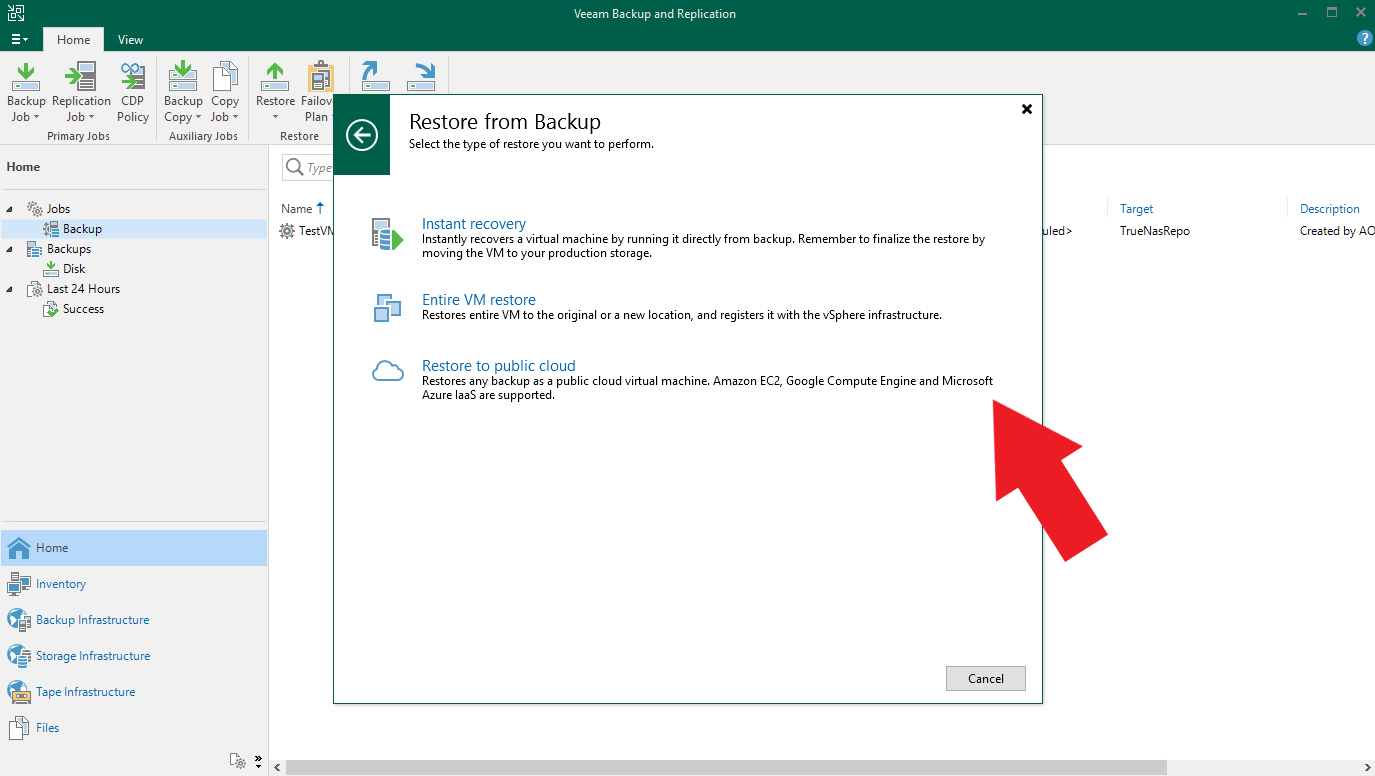 Veeam Backup and Replication
Home View
Backup Job
Replication Job
CDP Policy
Primary Jobs
Backup Copy
Copy Job
Auxiliary Jobs
Restore
Plan
Restore
Home
Jobs
Backup
Backups
Disk
Last 24 Hours
Success
Home
Inventory
Backup Infrastructure
Storage Infrastructure
Tape Infrastructure
Files
Type
Name
Target
Description
TestVM
uled>
TrueNasRepo
Created by AO
Restore from Backup
Select the type of restore you want to perform.
Instant recovery
Instantly recovers a virtual machine by running it directly from backup. Remember to finalize the restore by
moving the VM to your production storage.
Entire VM restore
Restores entire VM to the original or a new location, and registers it with the vSphere infrastructure.
Restore to public cloud
Restores any backup as a public cloud virtual machine. Amazon EC2, Google Compute Engine and Microsoft
Azure IaaS are supported.
Cancel